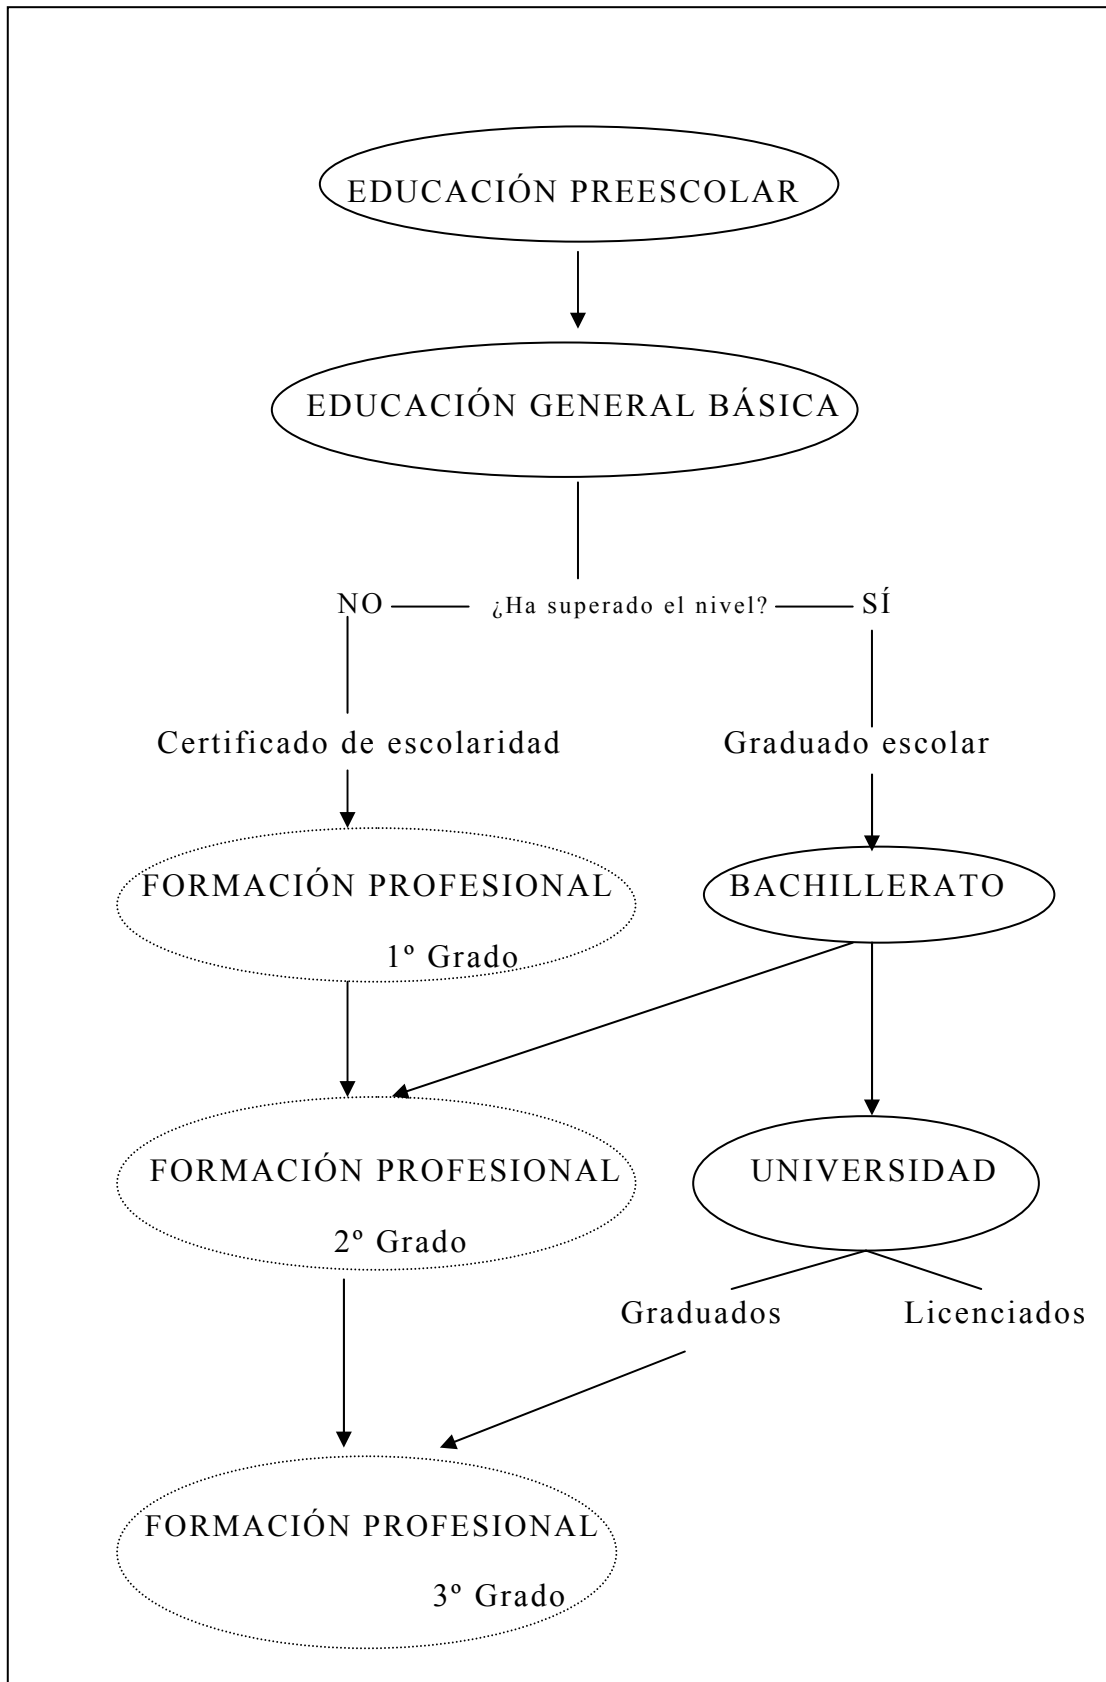 EDUCACIÓN PREESCOLAR
EDUCACIÓN GENERAL BÁSICA
NO ¿Ha superado el nivel? SÍ
Certificado de escolaridad Graduado escolar
FORMACIÓN PROFESIONAL BACHILLERATO
1º Grado
FORMACIÓN PROFESIONAL UNIVERSIDAD
2º Grado
Graduados Licenciados
FORMACIÓN PROFESIONAL
3º Grado